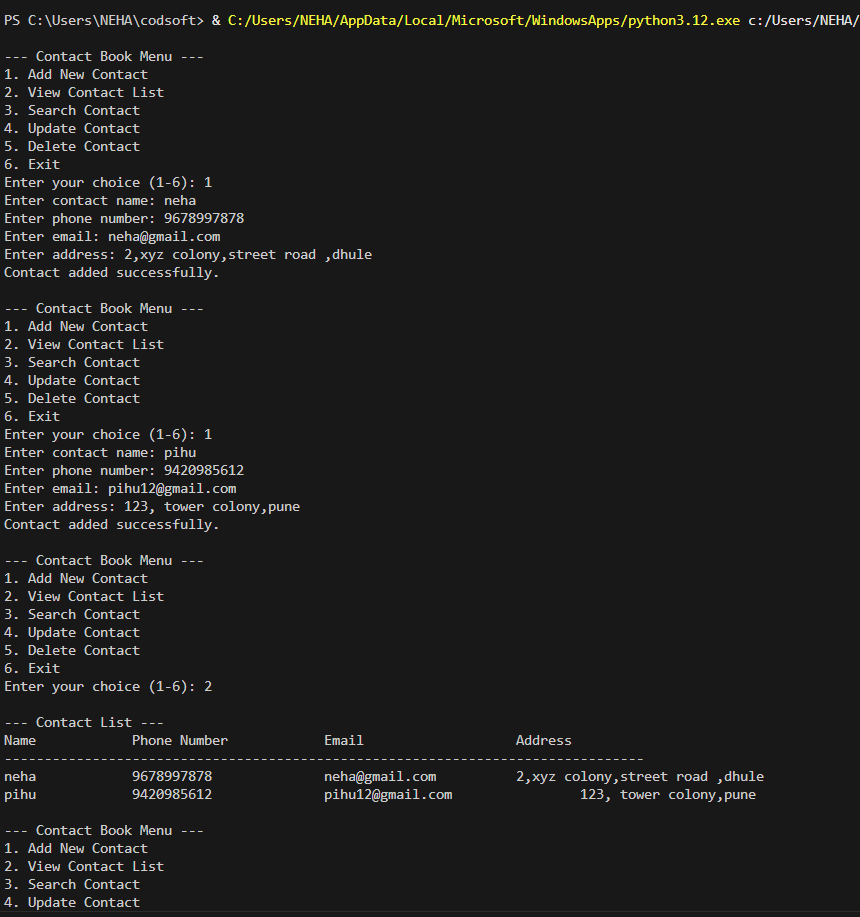 PS C:\Users\NEHA\codsoft> & C:/Users/NEHA/AppData/Local/Microsoft/WindowsApps/python3.12.exe c:/Users/NEHA/
--- Contact Book Menu ---
1. Add New Contact
2. View Contact List
3. Search Contact
4. Update Contact
5. Delete Contact
6. Exit
Enter your choice (1-6): 1
Enter contact name: neha
Enter phone number: 9678997878
Enter email: neha@gmail.com
Enter address: 2,xyz colony,street road ,dhule
Contact added successfully.
--- Contact Book Menu ---
1. Add New Contact
2. View Contact List
3. Search Contact
4. Update Contact
5. Delete Contact
6. Exit
Enter your choice (1-6): 1
Enter contact name: pihu
Enter phone number: 9420985612
Enter email: pihu12@gmail.com
Enter address: 123, tower colony,pune
Contact added successfully.
--- Contact Book Menu ---
1. Add New Contact
2. View Contact List
3. Search Contact
4. Update Contact
5. Delete Contact
6. Exit
Enter your choice (1-6): 2
--- Contact List ---
Name            Phone Number            Email                   Address
--------------------------------------------------------------------------------
neha            9678997878              neha@gmail.com          2,xyz colony,street road ,dhule
pihu            9420985612              pihu12@gmail.com                123, tower colony,pune
--- Contact Book Menu ---
1. Add New Contact
2. View Contact List
3. Search Contact
4. Update Contact